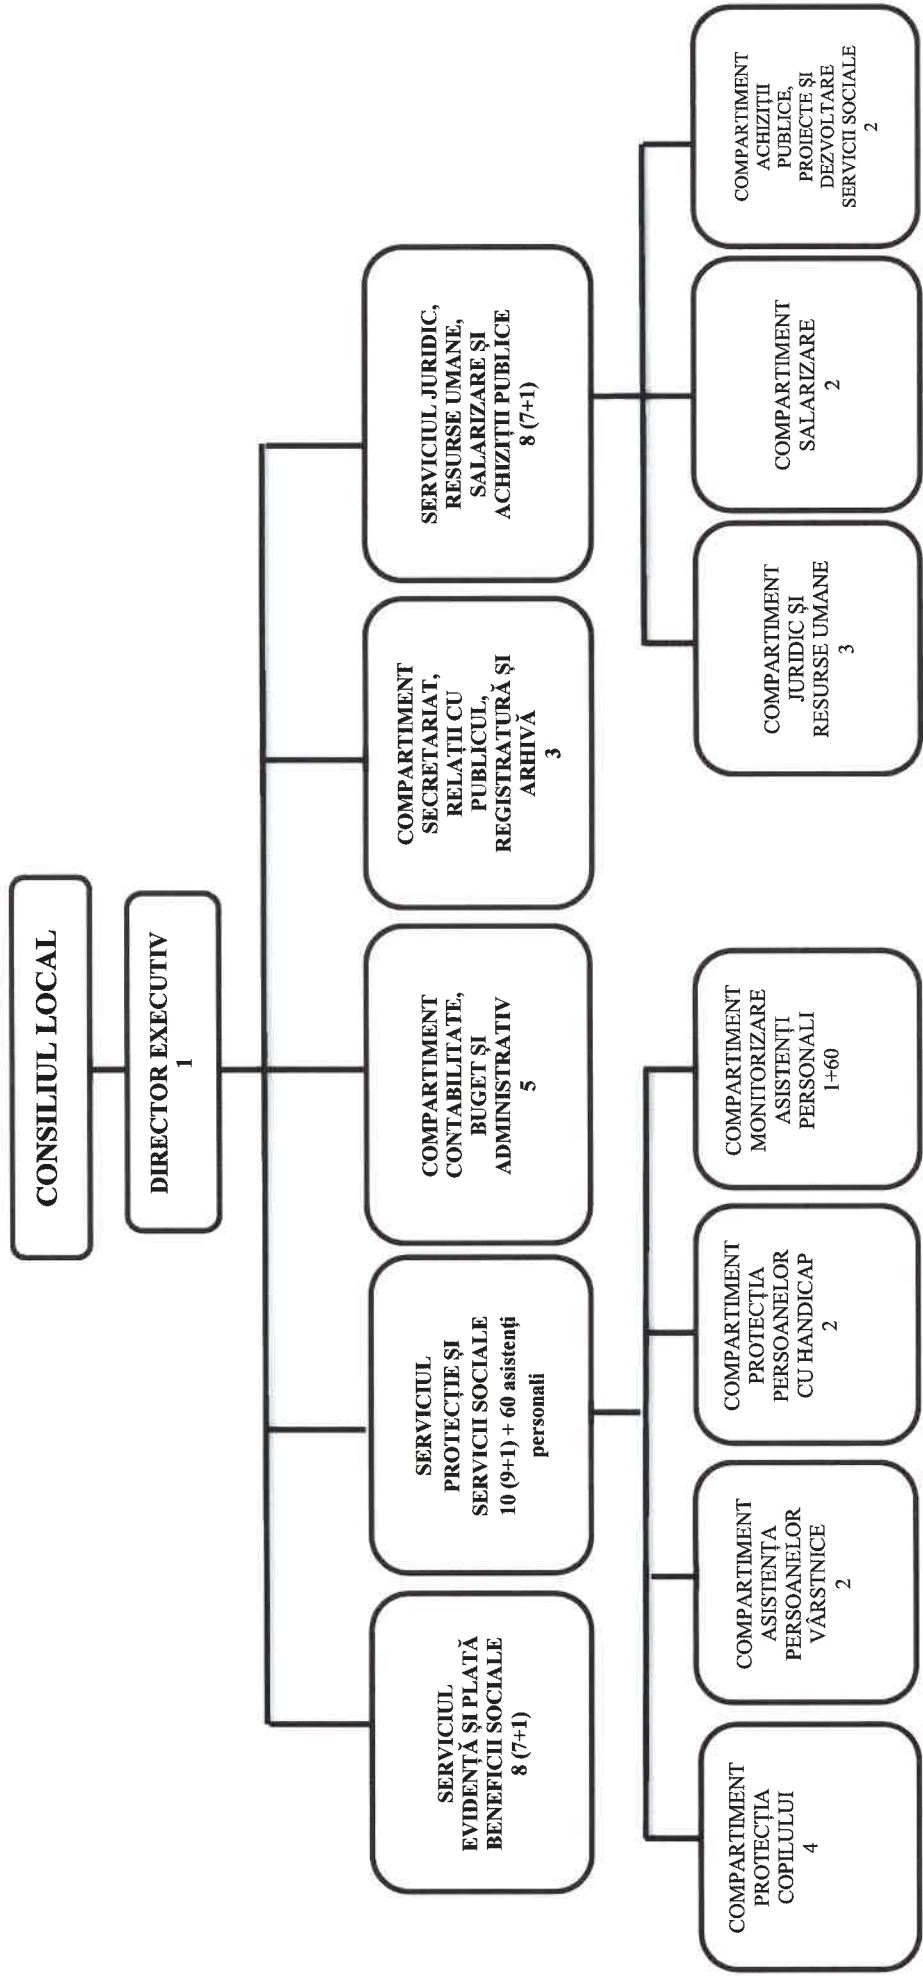 CONSILIUL LOCAL
DIRECTOR EXECUTIV
1
SERVICIUL
EVIDENȚĂ ȘI PLATĂ
BENEFICII SOCIALE
8 (7+1)
SERVICIUL
PROTECȚIE ȘI
SERVICII SOCIALE
10 (9+1) + 60 asistenți
personali
COMPARTIMENT
CONTABILITATE,
BUGET ȘI
ADMINISTRATIV
5
COMPARTIMENT
SECRETARIAT,
RELAȚII CU
PUBLICUL,
REGISTRATURĂ ȘI
ARHIVĂ
3
SERVICIUL JURIDIC,
RESURSE UMANE,
SALARIZARE ȘI
ACHIZIȚII PUBLICE
8 (7+1)
COMPARTIMENT
PROTECȚIA
COPILULUI
4
COMPARTIMENT
ASISTENȚA
PERSOANELOR
VÂRSTNICE
2
COMPARTIMENT
PROTECȚIA
PERSOANELOR
CU HANDICAP
2
COMPARTIMENT
MONITORIZARE
ASISTENȚI
PERSONALI
1+60
COMPARTIMENT
JURIDIC ȘI
RESURSE UMANE
3
COMPARTIMENT
SALARIZARE
2
COMPARTIMENT
ACHIZIȚII
PUBLICE,
PROIECTE ȘI
DEZVOLTARE
SERVICII SOCIALE
2